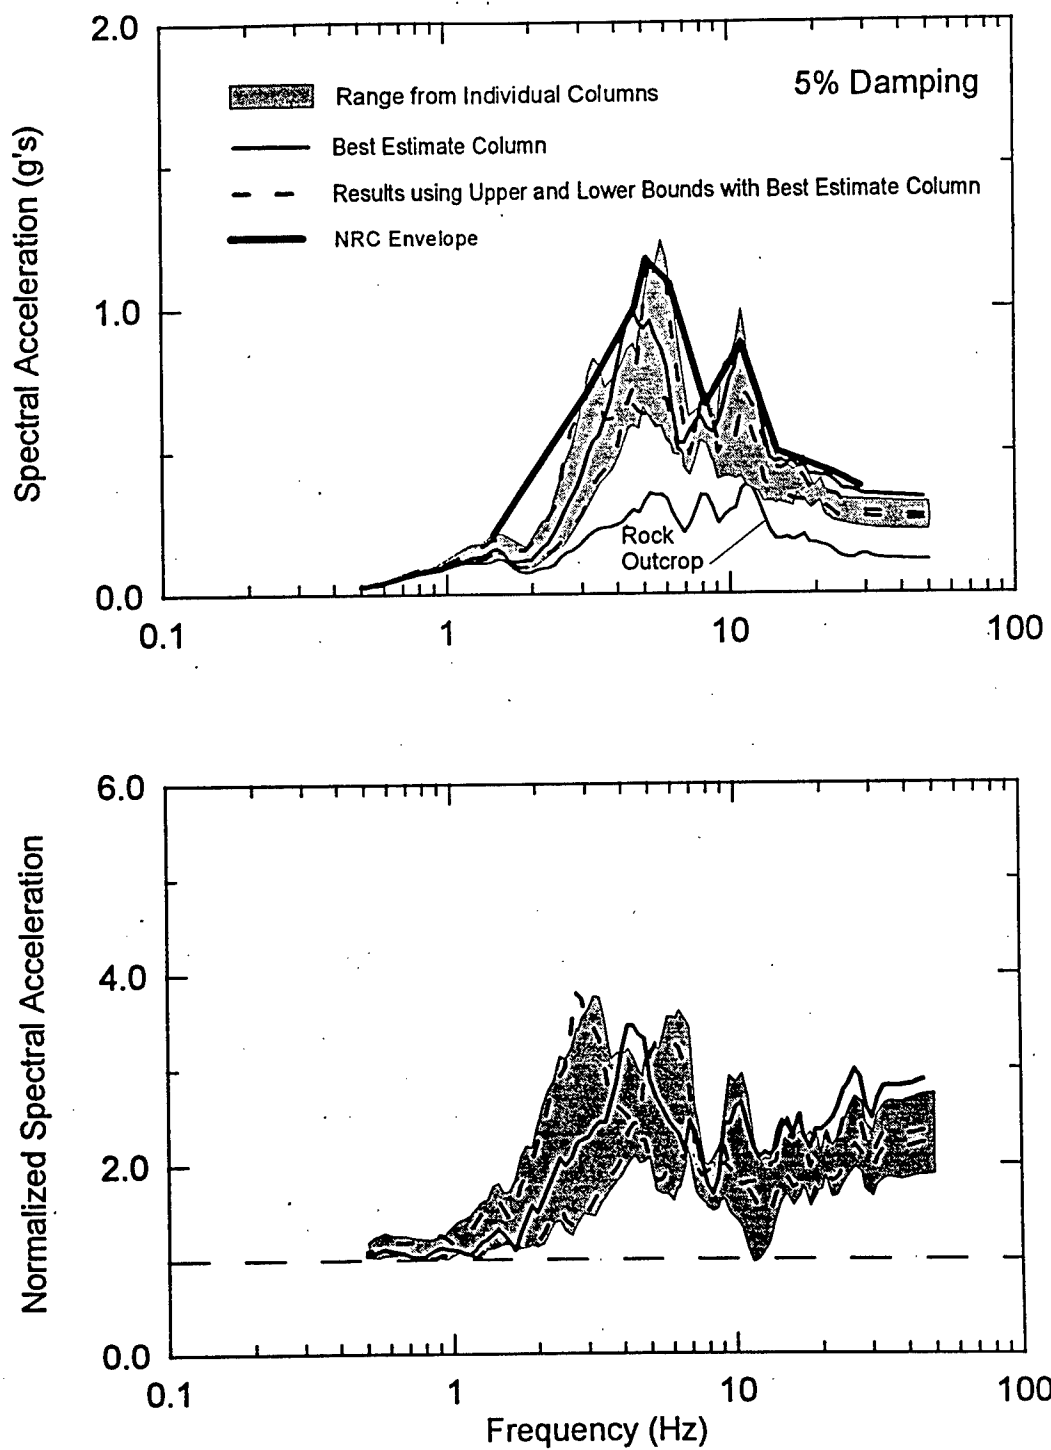 2.0
5% Damping
Range from Individual Columns
Best Estimate Column
Results using Upper and Lower Bounds with Best Estimate Column
NRC Envelope
Spectral Acceleration (g's)
1.0
Rock
Outcrop
0.0
0.1 1 10 100
6.0
Normalized Spectral Acceleration
4.0
2.0
0.0
0.1 1 10 100
Frequency (Hz)